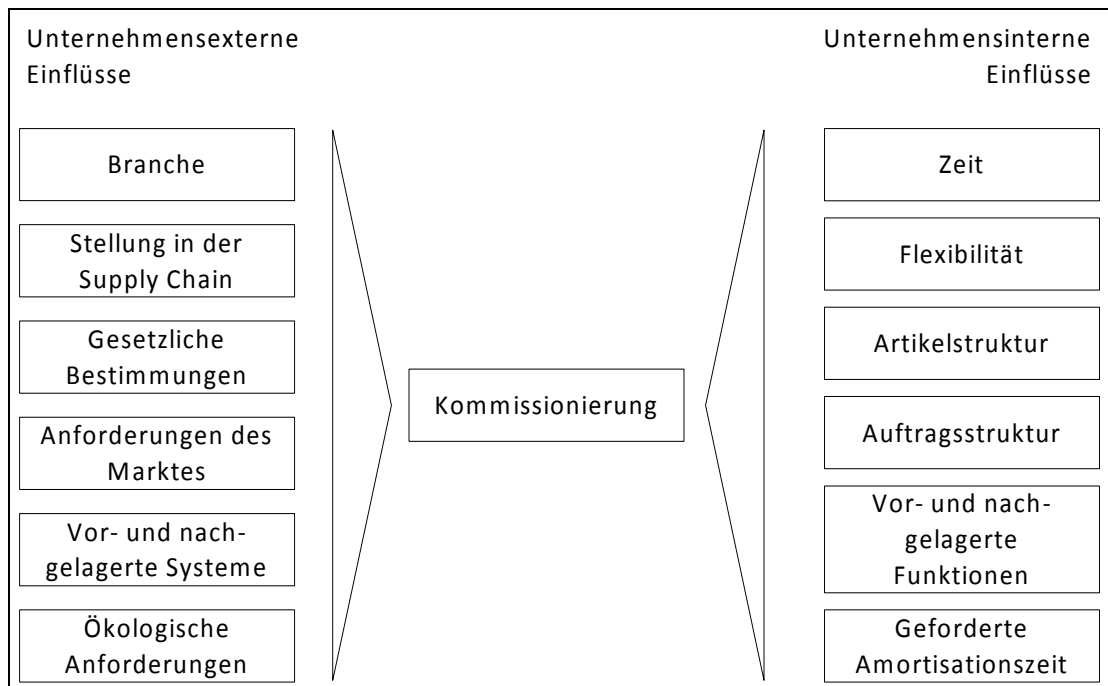 Unternehmensexterne
Einflüsse
Branche
Stellung in der
Supply Chain
Gesetzliche
Bestimmungen
Anforderungen des
Marktes
Vor- und nach-
gelagerte Systeme
Ökologische
Anforderungen
Kommissionierung
Unternehmensinterne
Einflüsse
Zeit
Flexibilität
Artikelstruktur
Auftragsstruktur
Vor- und nach-
gelagerte
Funktionen
Geforderte
Amortisationszeit